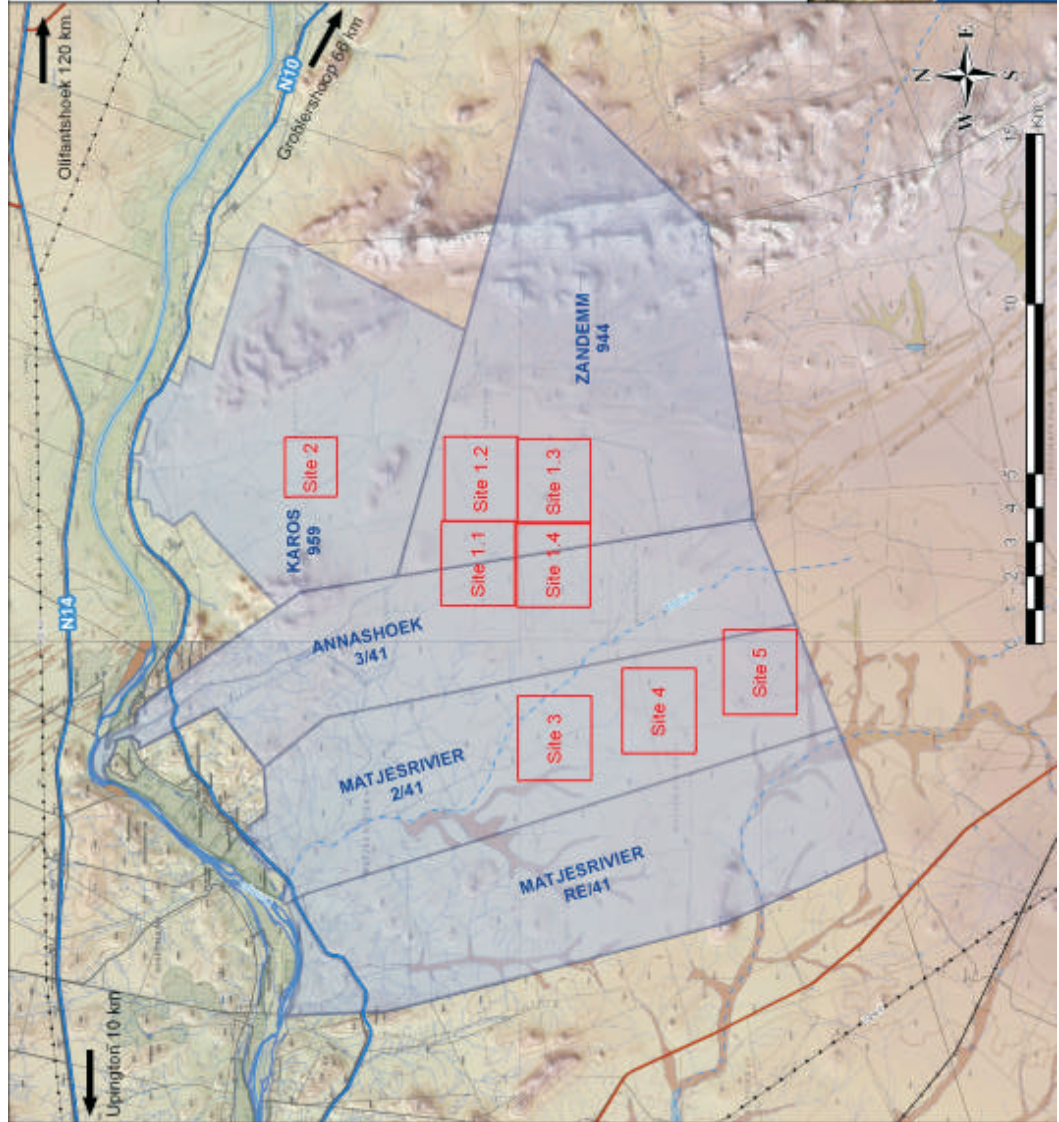 Olifantshoek 120 km
N10
Groblershoop 66 km
N14
Upington 10 km
N
E
S
W
KAROS
959
Site 2
ZANDEMM
944
Site 1.1
Site 1.2
Site 1.4
Site 1.3
ANNASHOEK
3/41
MATJESRIVIER
2/41
Site 3
Site 4
Site 5
MATJESRIVIER
RE/41
0
1
2
3
4
5
10
15
Km